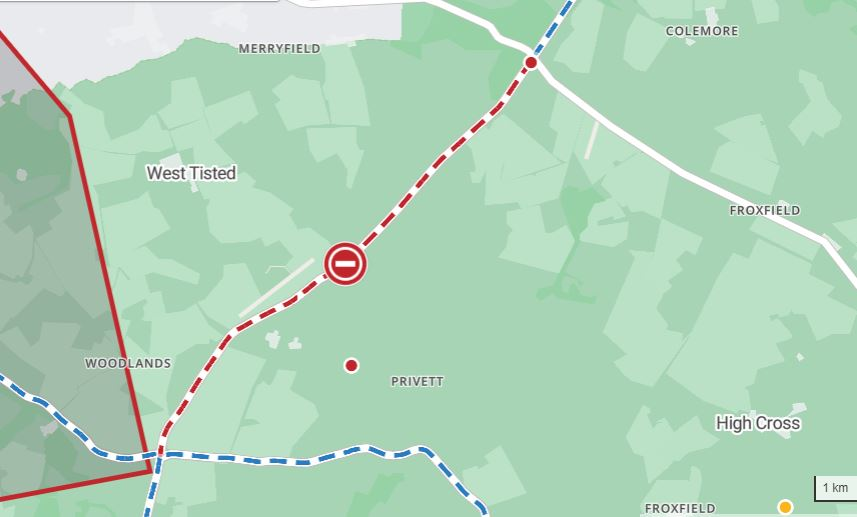 COLEMORE
MERRYFIELD
West Tisted
FROXFIELD
WOODLANDS
PRIVETT
High Cross
1 km
FROXFIELD